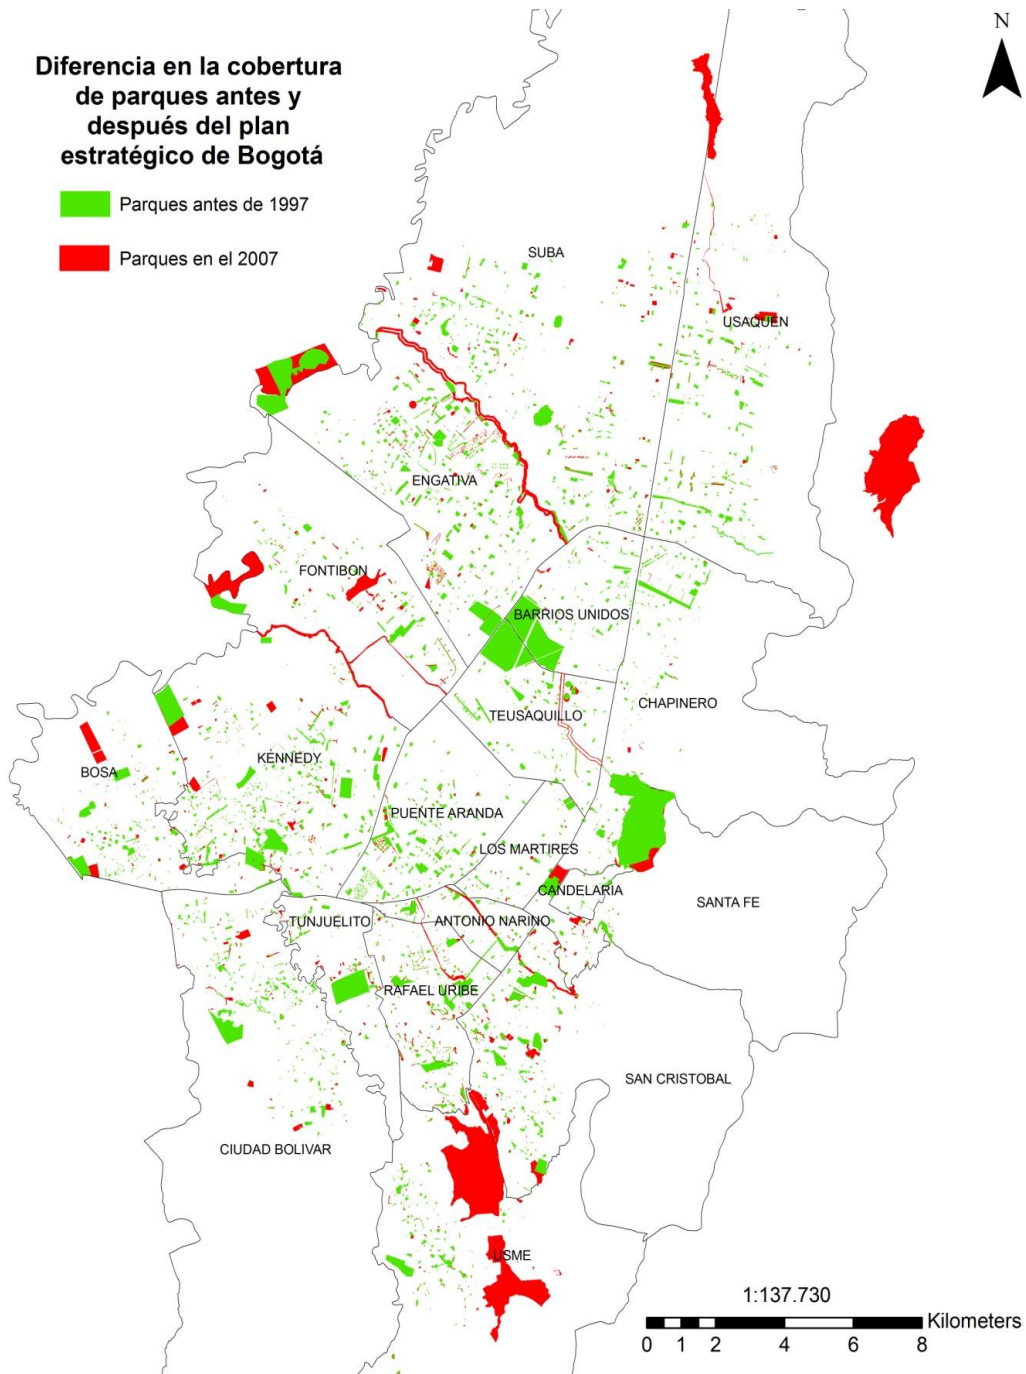 N
Diferencia en la cobertura
de parques antes y
después del plan
estratégico de Bogotá
Parques antes de 1997
Parques en el 2007
SUBA
USAQUEN
ENGATIVA
FONTIBON
BARRIOS UNIDOS
CHAPINERO
TEUSAQUILLO
KENNEDY
BOSA
PUENTE ARANDA
LOS MARTIRES
CANDELARIA
SANTA FE
TUNJUELITO
ANTONIO NARINO
RAFAEL URIBE
SAN CRISTOBAL
CIUDAD BOLIVAR
USME
1:137.730
Kilometers
0 1 2 4 6 8